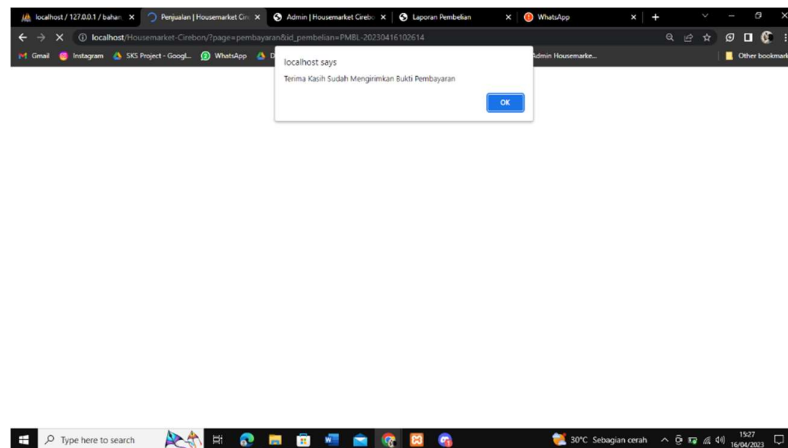 localhost / 127.0.0.1 / bahan
Penjualan | Housemarket Cire
Admin | Housemarket Cirebo
Laporan Pembelian
WhatsApp
localhost/Housemarket-Cirebon/?page=pembayaran&id_pembelian=PMBL-20230416102614
Gmail
Instagram
SKS Project - Googl...
WhatsApp
D
Admin Housemarke...
Other bookmark
localhost says
Terima Kasih Sudah Mengirimkan Bukti Pembayaran
OK
Type here to search
30°C Sebagian cerah
15:27
16/04/2023